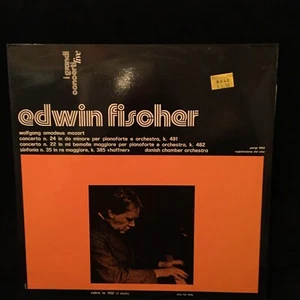 i grandi
concerti
live
edwin fischer
wolfgang amadeus mozart
concerto n. 24 in do minore per pianoforte e orchestra, k. 491
concerto n. 22 in mi bemolle maggiore per pianoforte e orchestra, k. 482
sinfonia n. 35 in re maggiore, k. 385 «haffner»
danish chamber orchestra